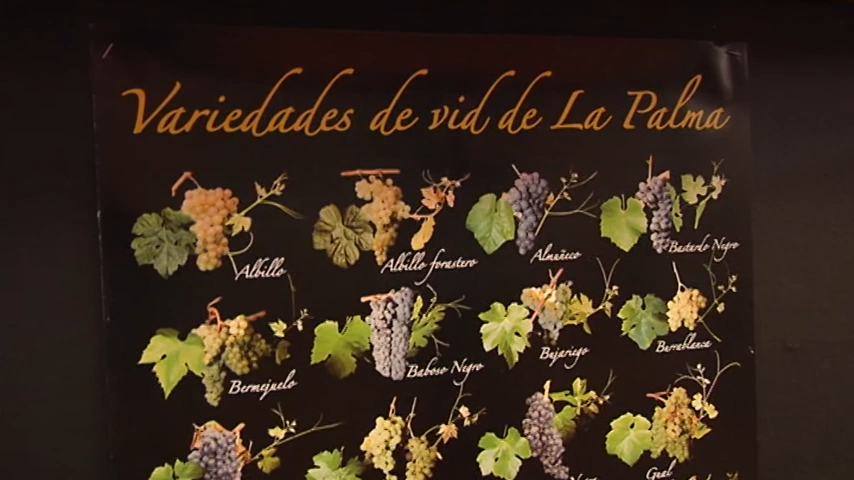 Variedades de vid de La Palma
Albillo
Albillo forastero
Almuñeco
Bastardo Negro
Bermejuelo
Baboso Negro
Bujariego
Burrablanca
Gual